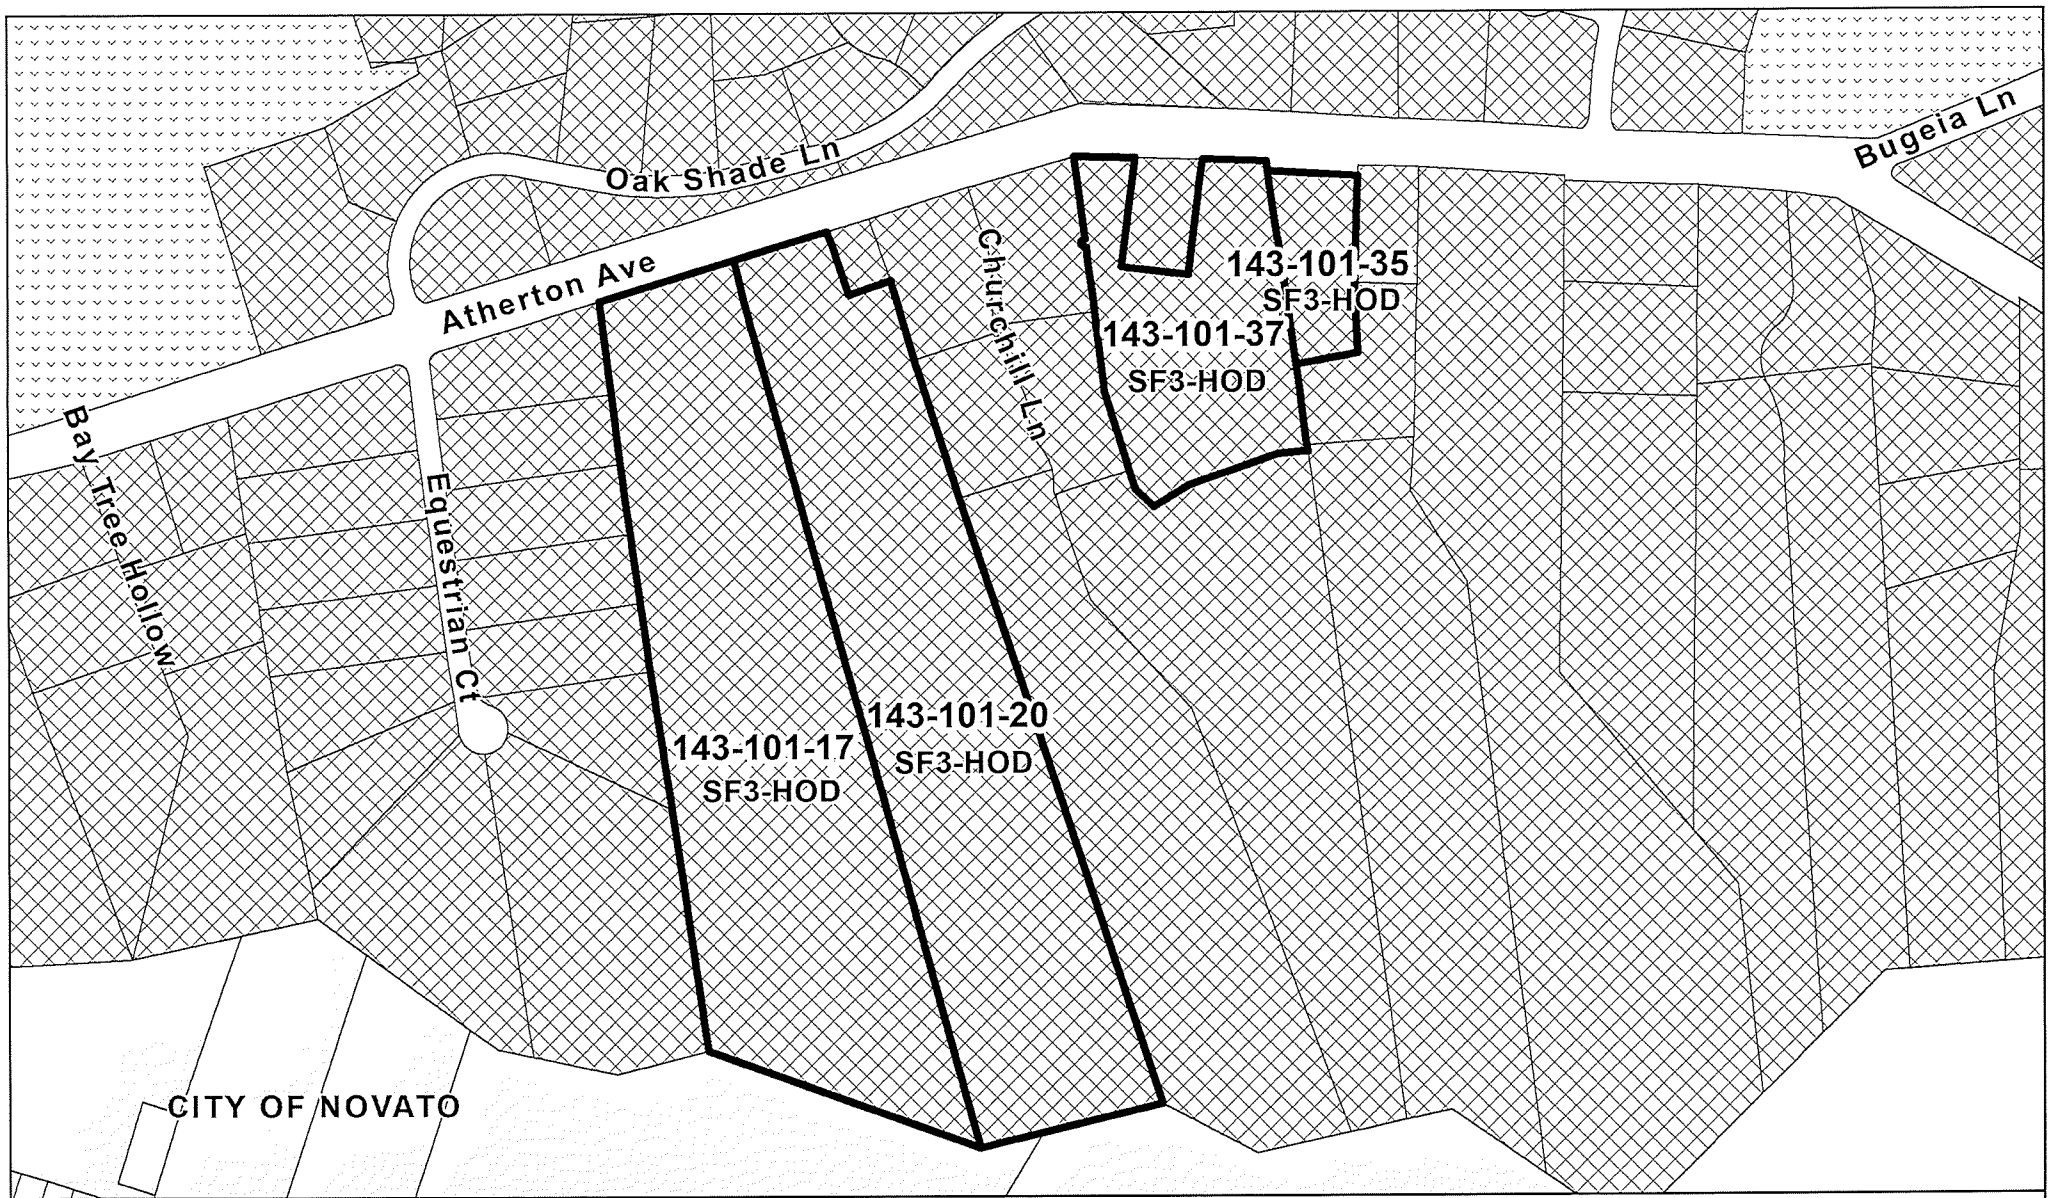 Bugeia Ln
Oak Shade Ln
Atherton Ave
Churchill Ln
143-101-35
SF3-HOD
143-101-37
SF3-HOD
Bay Tree Hollow
Equestrian Ct
143-101-20
SF3-HOD
143-101-17
SF3-HOD
CITY OF NOVATO